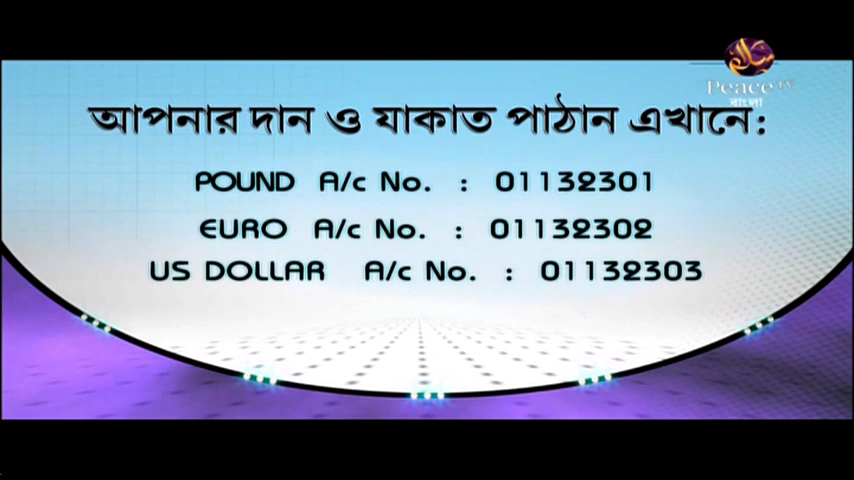 Peace TV
বাংলা
আপনার দান ও যাকাত পাঠান এখানে:
POUND A/c No. : 01132301
EURO A/c No. : 01132302
US DOLLAR A/c No. : 01132303